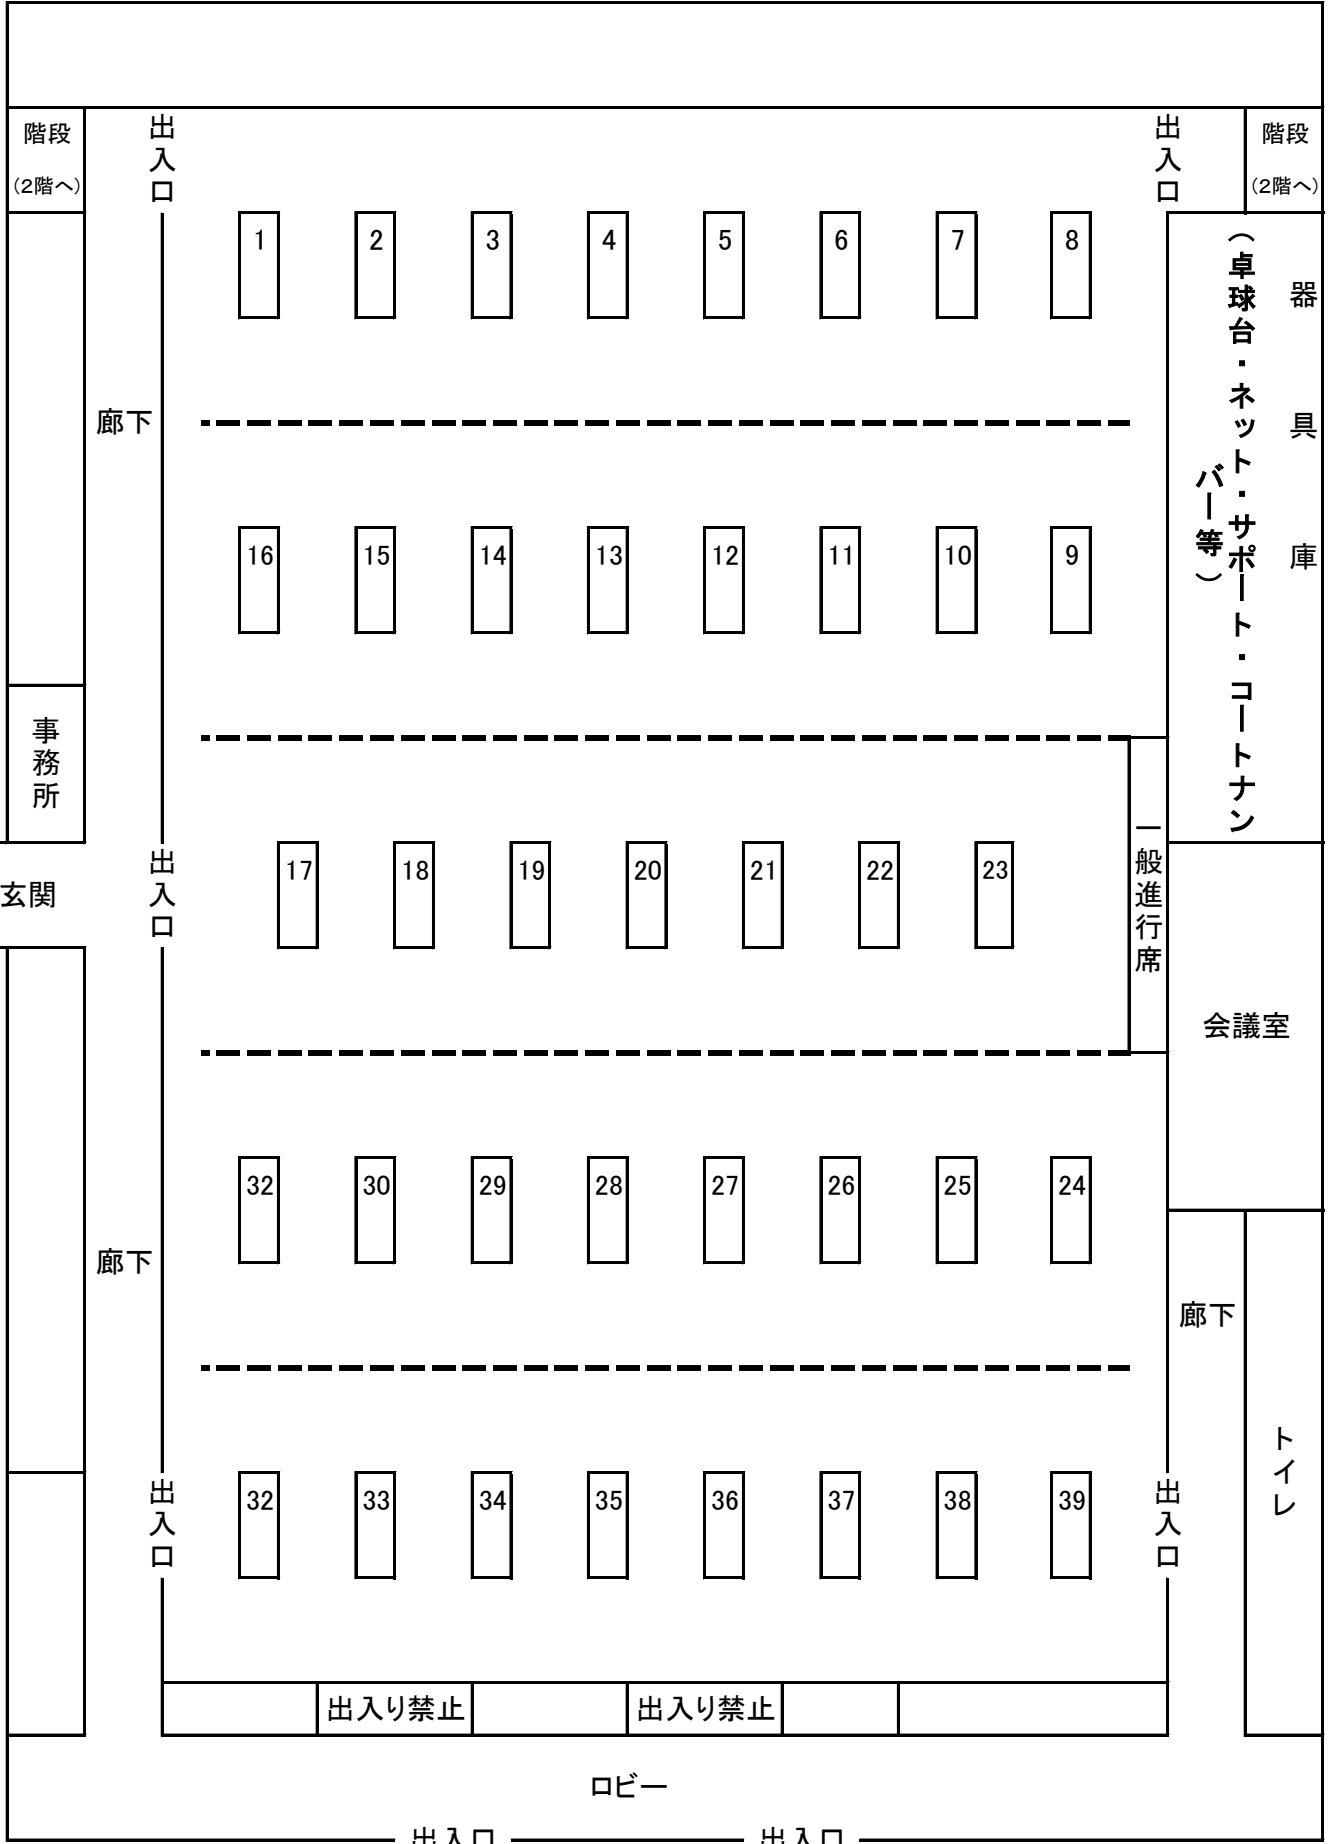 階段
(2階へ)
出入口
出入口
階段
(2階へ)
1 2 3 4 5 6 7 8
器具庫
(卓球台・ネット・サポート・コートナン
バー等)
廊下
16 15 14 13 12 11 10 9
事務所
玄関
出入口
17 18 19 20 21 22 23
一般進行席
会議室
32 30 29 28 27 26 25 24
廊下
廊下
トイレ
出入口
32 33 34 35 36 37 38 39
出入口
出入り禁止
出入り禁止
ロビー
出入口
出入口